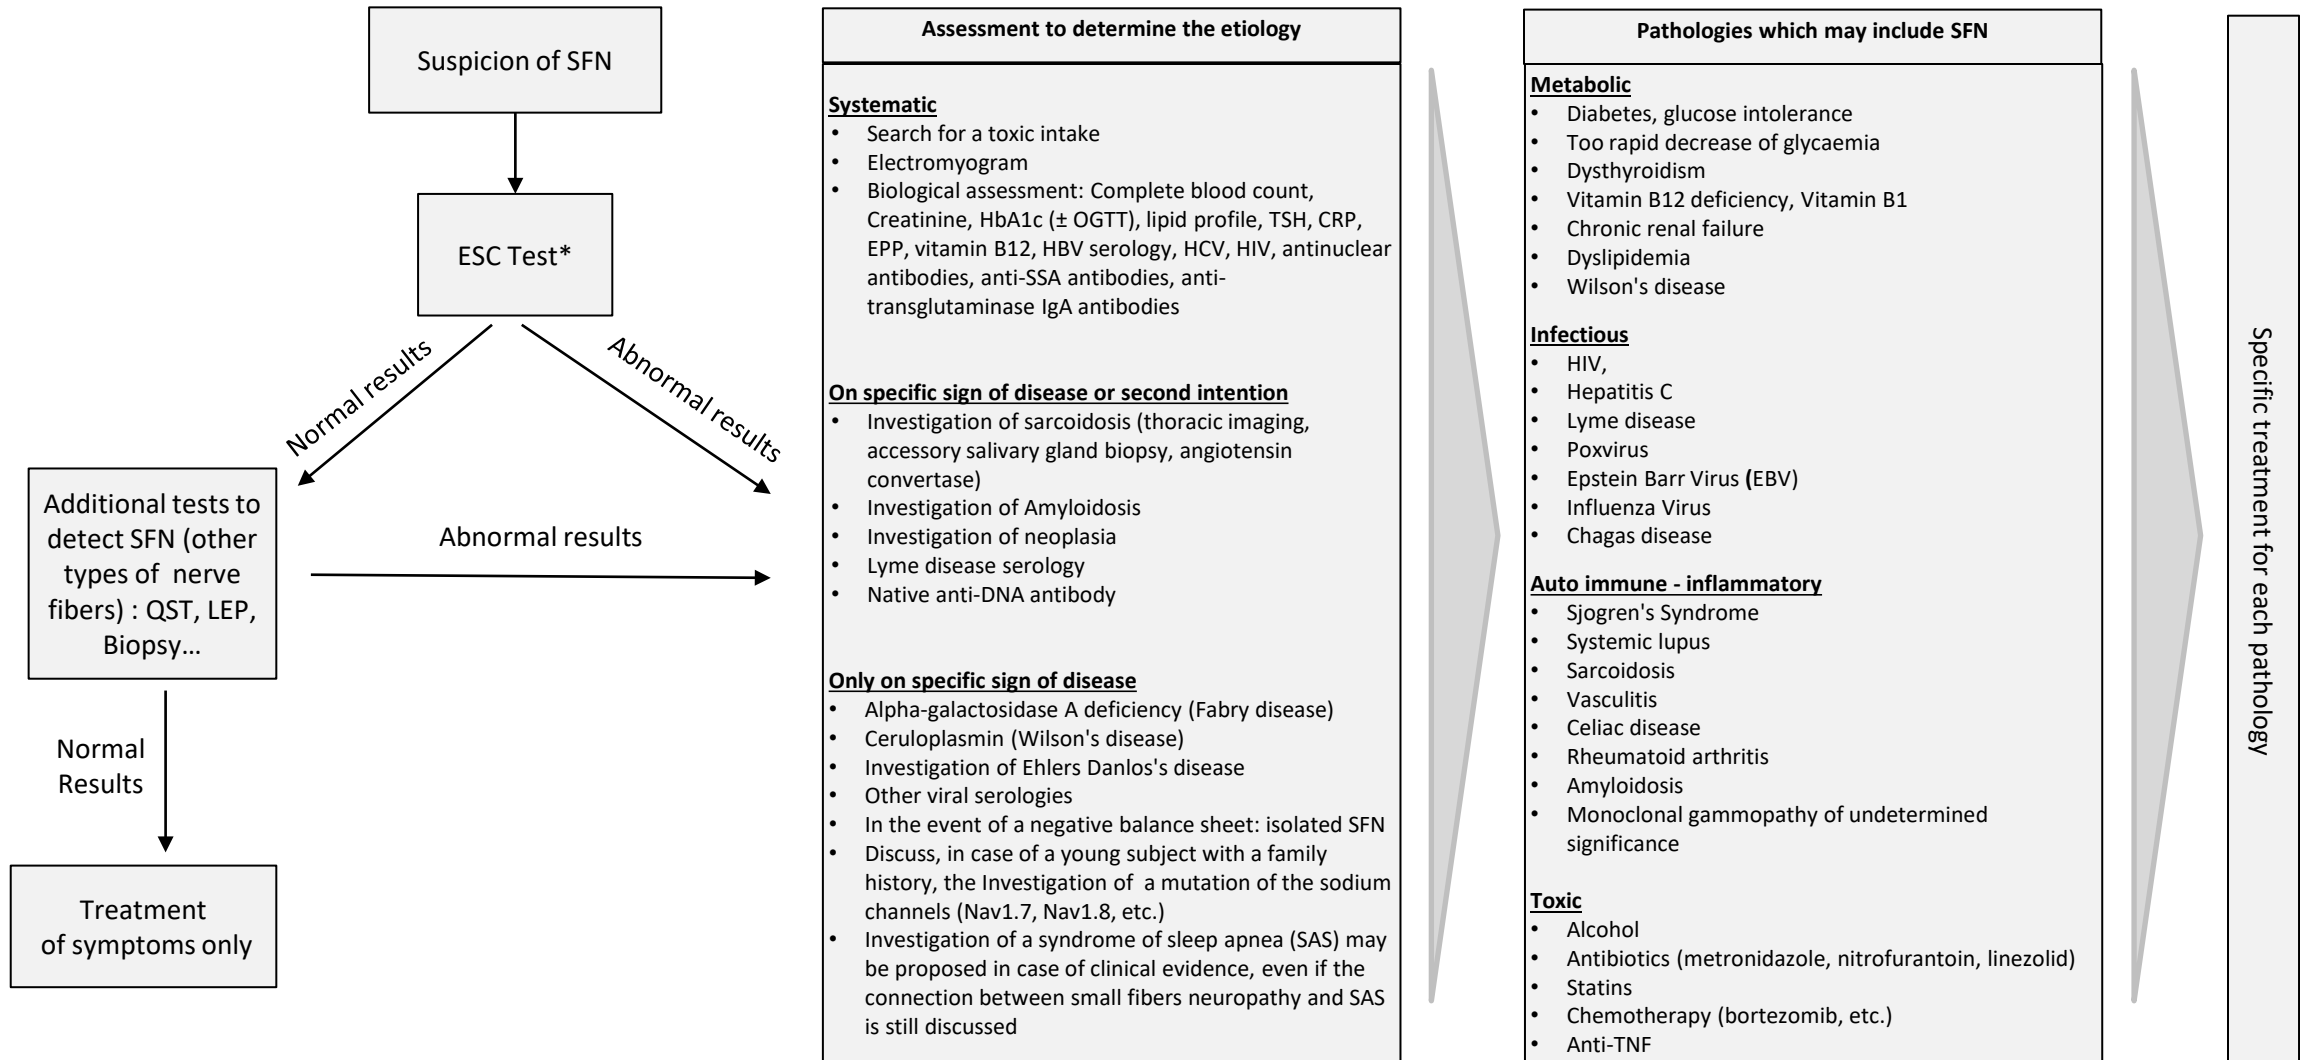 Suspicion of SFN
ESC Test*
Normal results
Abnormal results
Additional tests to
detect SFN (other
types of nerve
fibers) : QST, LEP,
Biopsy...
Abnormal results
Normal
Results
Treatment
of symptoms only
Assessment to determine the etiology
Systematic
• Search for a toxic intake
• Electromyogram
• Biological assessment: Complete blood count,
Creatinine, HbA1c (± OGTT), lipid profile, TSH, CRP,
EPP, vitamin B12, HBV serology, HCV, HIV, antinuclear
antibodies, anti-SSA antibodies, anti-
transglutaminase IgA antibodies
On specific sign of disease or second intention
• Investigation of sarcoidosis (thoracic imaging,
accessory salivary gland biopsy, angiotensin
convertase)
• Investigation of Amyloidosis
• Investigation of neoplasia
• Lyme disease serology
• Native anti-DNA antibody
Only on specific sign of disease
• Alpha-galactosidase A deficiency (Fabry disease)
• Ceruloplasmin (Wilson's disease)
• Investigation of Ehlers Danlos's disease
• Other viral serologies
• In the event of a negative balance sheet: isolated SFN
• Discuss, in case of a young subject with a family
history, the Investigation of a mutation of the sodium
channels (Nav1.7, Nav1.8, etc.)
• Investigation of a syndrome of sleep apnea (SAS) may
be proposed in case of clinical evidence, even if the
connection between small fibers neuropathy and SAS
is still discussed
Pathologies which may include SFN
Metabolic
• Diabetes, glucose intolerance
• Too rapid decrease of glycaemia
• Dysthyroidism
• Vitamin B12 deficiency, Vitamin B1
• Chronic renal failure
• Dyslipidemia
• Wilson's disease
Infectious
• HIV,
• Hepatitis C
• Lyme disease
• Poxvirus
• Epstein Barr Virus (EBV)
• Influenza Virus
• Chagas disease
Auto immune - inflammatory
• Sjogren's Syndrome
• Systemic lupus
• Sarcoidosis
• Vasculitis
• Celiac disease
• Rheumatoid arthritis
• Amyloidosis
• Monoclonal gammopathy of undetermined
significance
Toxic
• Alcohol
• Antibiotics (metronidazole, nitrofurantoin, linezolid)
• Statins
• Chemotherapy (bortezomib, etc.)
• Anti-TNF
Specific treatment for each pathology